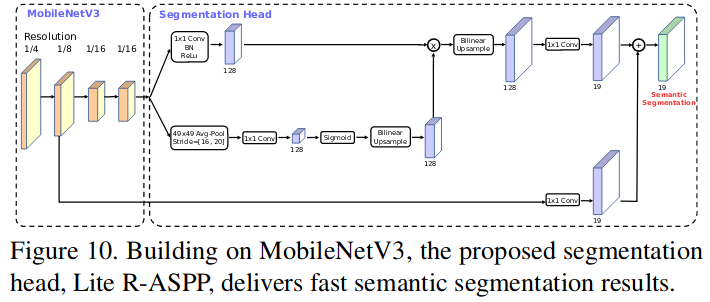 MobileNetV3
Segmentation Head
Resolution
1/4 1/8 1/16 1/16
1x1 Conv
BN
ReLu
128
x
Bilinear
Upsample
128
1x1 Conv
19
+
19
Semantic
Segmentation
49x49 Avg-Pool
Stride=[16, 20]
1x1 Conv
128
Sigmoid
Bilinear
Upsample
128
1x1 Conv
19
Figure 10. Building on MobileNetV3, the proposed segmentation
head, Lite R-ASPP, delivers fast semantic segmentation results.